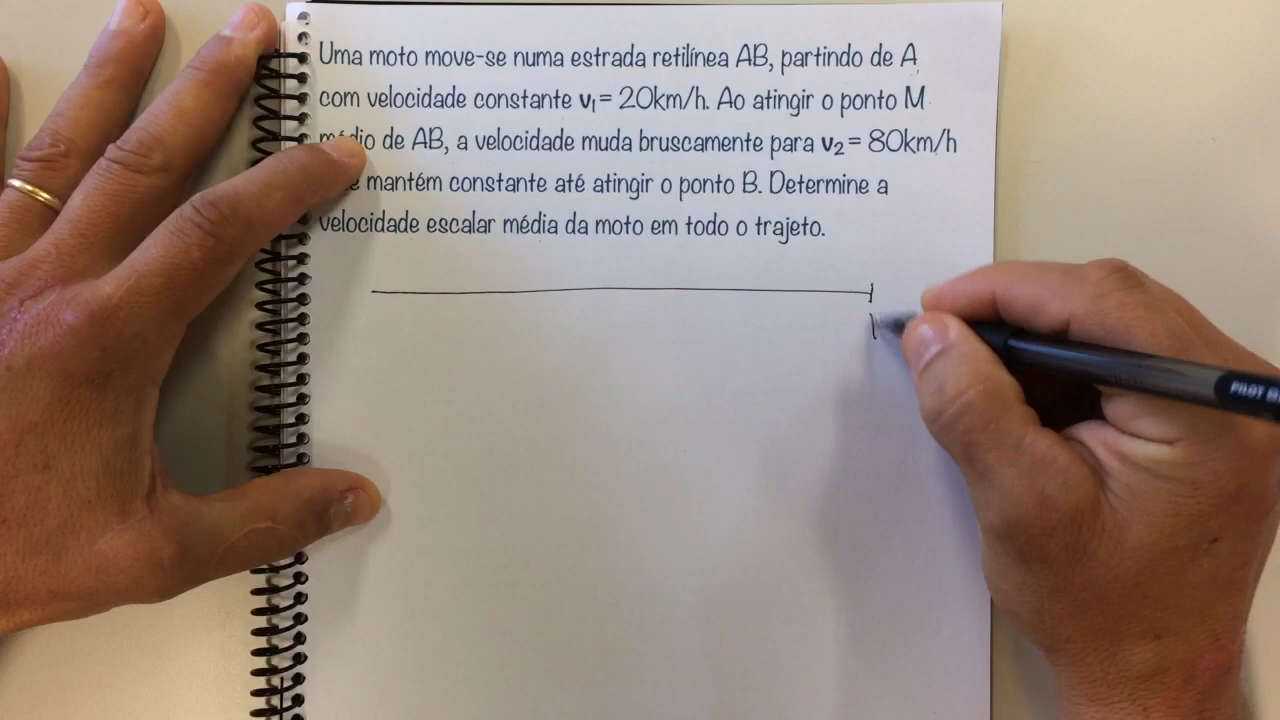 Uma moto move-se numa estrada retilínea AB, partindo de A
com velocidade constante v₁ = 20km/h. Ao atingir o ponto M
médio de AB, a velocidade muda bruscamente para v₂ = 80km/h
mantém constante até atingir o ponto B. Determine a
velocidade escalar média da moto em todo o trajeto.
PILOT